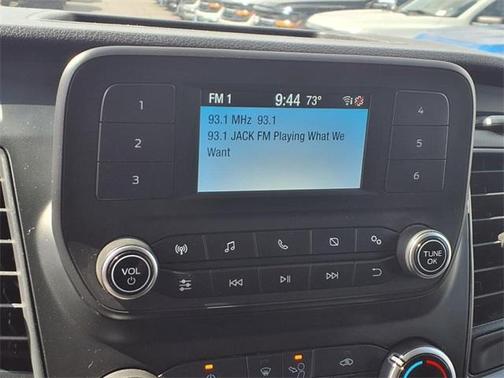 FM 1 9:44 73°
93.1 MHz 93.1
93.1 JACK FM Playing What We
Want
1
2
3
4
5
6
VOL
TUNE
OK